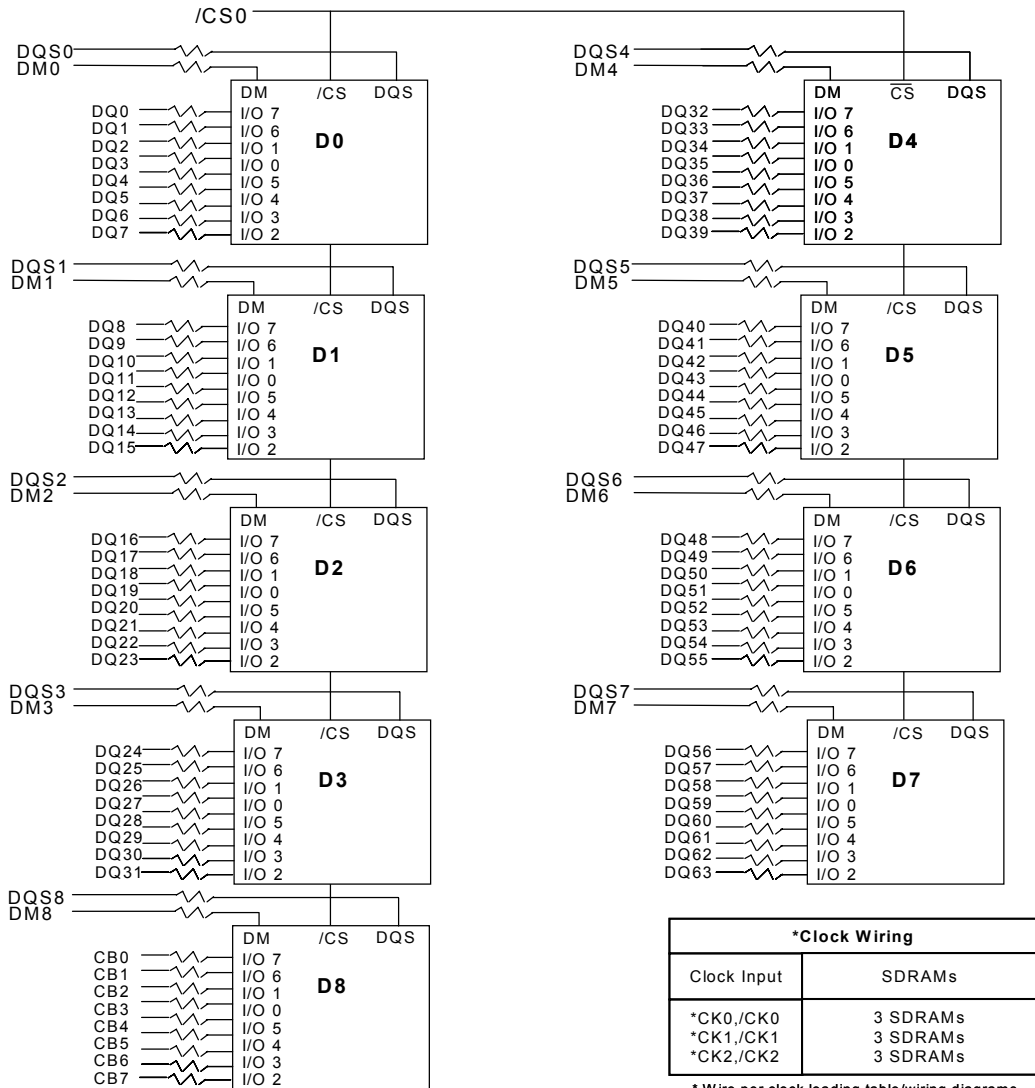 /CS0
DQS0
DM0
DM /CS DQS
D0
DQ0 I/O 7
DQ1 I/O 6
DQ2 I/O 1
DQ3 I/O 0
DQ4 I/O 5
DQ5 I/O 4
DQ6 I/O 3
DQ7 I/O 2
DQS1
DM1
DM /CS DQS
D1
DQ8 I/O 7
DQ9 I/O 6
DQ10 I/O 1
DQ11 I/O 0
DQ12 I/O 5
DQ13 I/O 4
DQ14 I/O 3
DQ15 I/O 2
DQS2
DM2
DM /CS DQS
D2
DQ16 I/O 7
DQ17 I/O 6
DQ18 I/O 1
DQ19 I/O 0
DQ20 I/O 5
DQ21 I/O 4
DQ22 I/O 3
DQ23 I/O 2
DQS3
DM3
DM /CS DQS
D3
DQ24 I/O 7
DQ25 I/O 6
DQ26 I/O 1
DQ27 I/O 0
DQ28 I/O 5
DQ29 I/O 4
DQ30 I/O 3
DQ31 I/O 2
DQS8
DM8
DM /CS DQS
D8
CB0 I/O 7
CB1 I/O 6
CB2 I/O 1
CB3 I/O 0
CB4 I/O 5
CB5 I/O 4
CB6 I/O 3
CB7 I/O 2
DQS4
DM4
DM CS DQS
D4
DQ32 I/O 7
DQ33 I/O 6
DQ34 I/O 1
DQ35 I/O 0
DQ36 I/O 5
DQ37 I/O 4
DQ38 I/O 3
DQ39 I/O 2
DQS5
DM5
DM /CS DQS
D5
DQ40 I/O 7
DQ41 I/O 6
DQ42 I/O 1
DQ43 I/O 0
DQ44 I/O 5
DQ45 I/O 4
DQ46 I/O 3
DQ47 I/O 2
DQS6
DM6
DM /CS DQS
D6
DQ48 I/O 7
DQ49 I/O 6
DQ50 I/O 1
DQ51 I/O 0
DQ52 I/O 5
DQ53 I/O 4
DQ54 I/O 3
DQ55 I/O 2
DQS7
DM7
DM /CS DQS
D7
DQ56 I/O 7
DQ57 I/O 6
DQ58 I/O 1
DQ59 I/O 0
DQ60 I/O 5
DQ61 I/O 4
DQ62 I/O 3
DQ63 I/O 2
*Clock Wiring
Clock Input SDRAMs
*CK0,/CK0 3 SDRAMs
*CK1,/CK1 3 SDRAMs
*CK2,/CK2 3 SDRAMs
* Wire per clock loading table/wiring diagrams